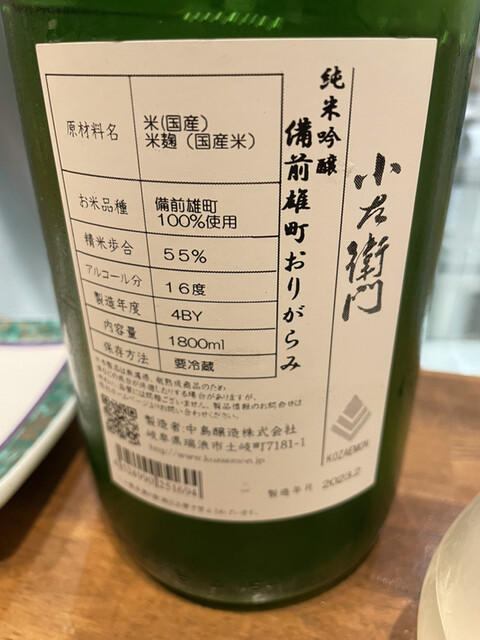 小左衛門
純米吟醸
備前雄町おりがらみ
原材料名
米(国産)
米麹(国産米)
お米品種
備前雄町
100%使用
精米歩合
55%
アルコール分
16度
製造年度
4BY
内容量
1800ml
保存方法
要冷蔵
製造者:中島醸造株式会社
岐阜県瑞浪市土岐町7181-1
http://www.kozaemon.jp
KOZAEMON
製造年月 2023.2